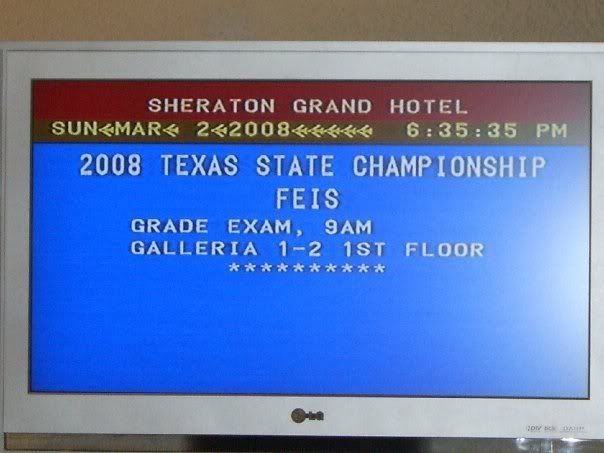 SHERATON GRAND HOTEL
SUN MAR 2 2008 6:35:35 PM
2008 TEXAS STATE CHAMPIONSHIP
FEIS
GRADE EXAM, 9AM
GALLERIA 1-2 1ST FLOOR
**********
LG